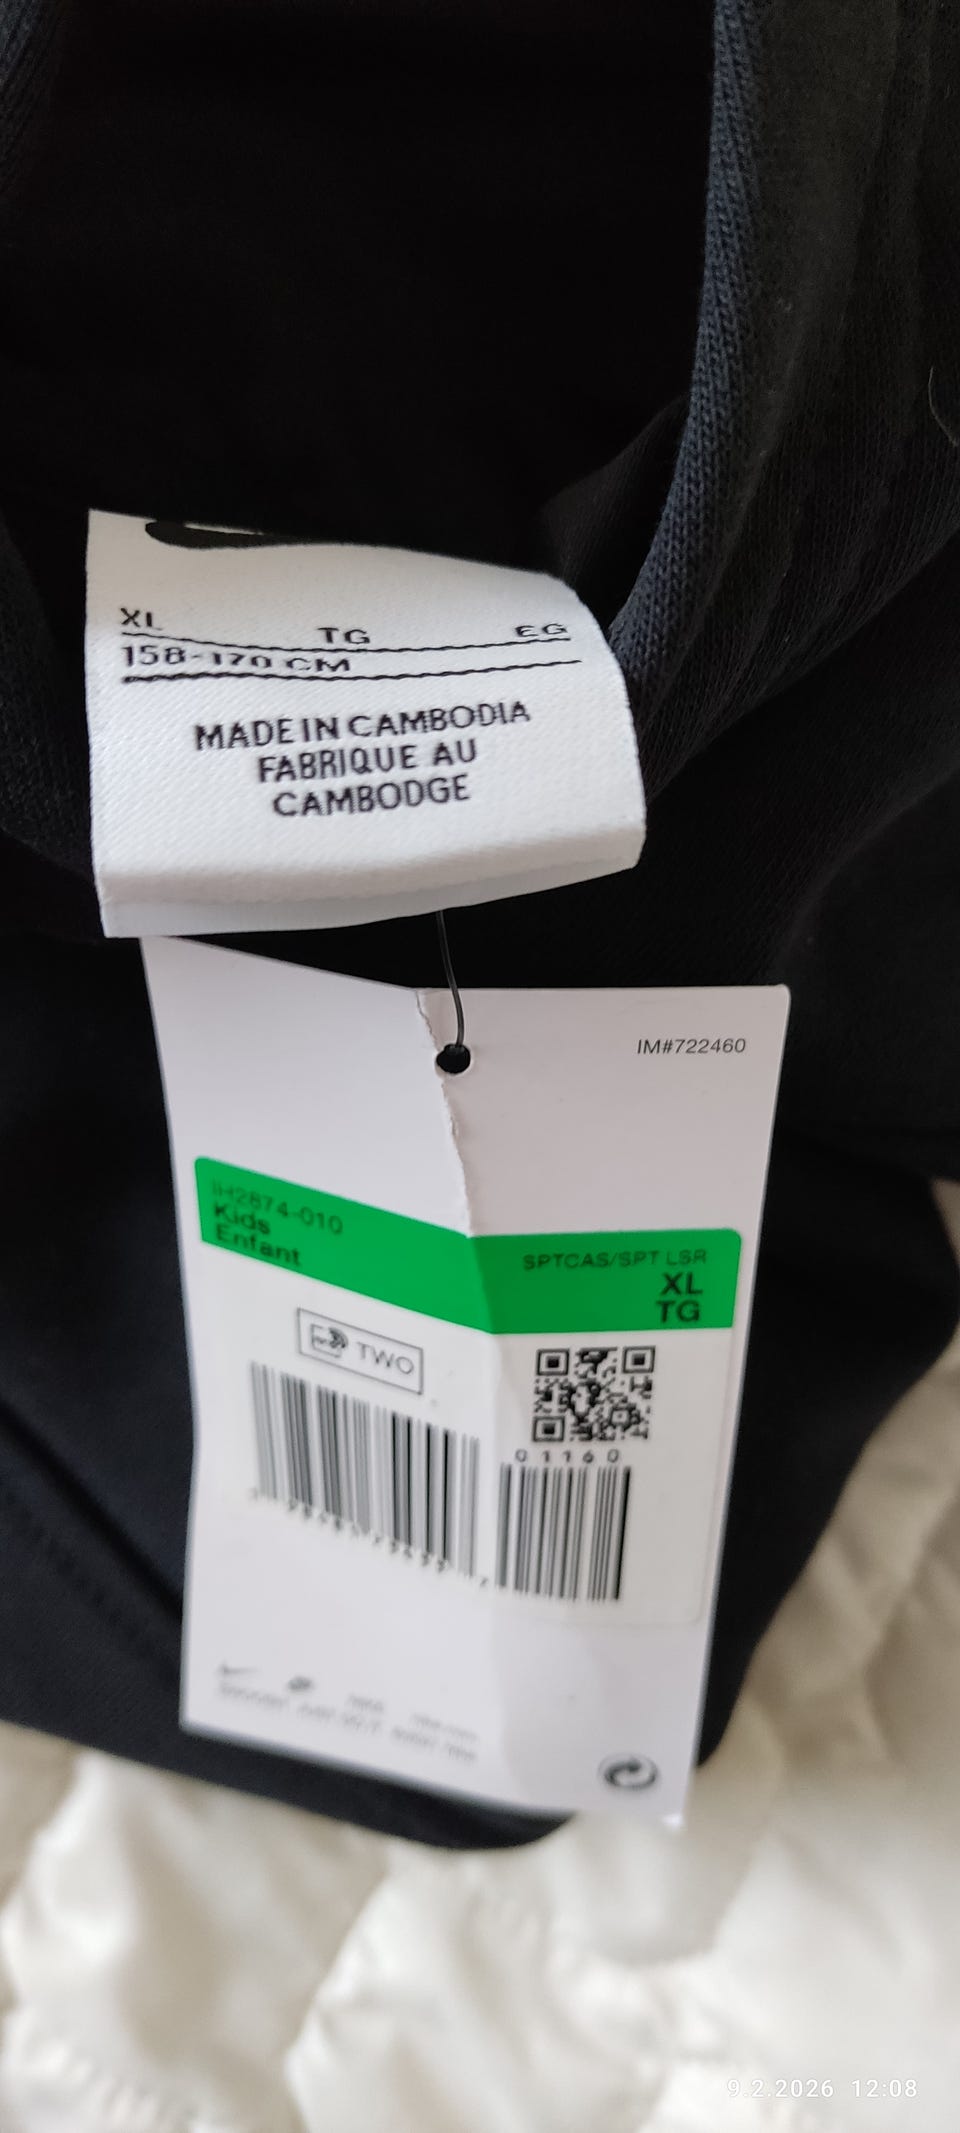 XL TG EG
158-170 CM
MADE IN CAMBODIA
FABRIQUE AU
CAMBODGE
IM#722460
IH2874-010
Kids
Enfant
SPTCAS/SPT LSR
XL
TG
TWO
01160
9.2.2026 12:08